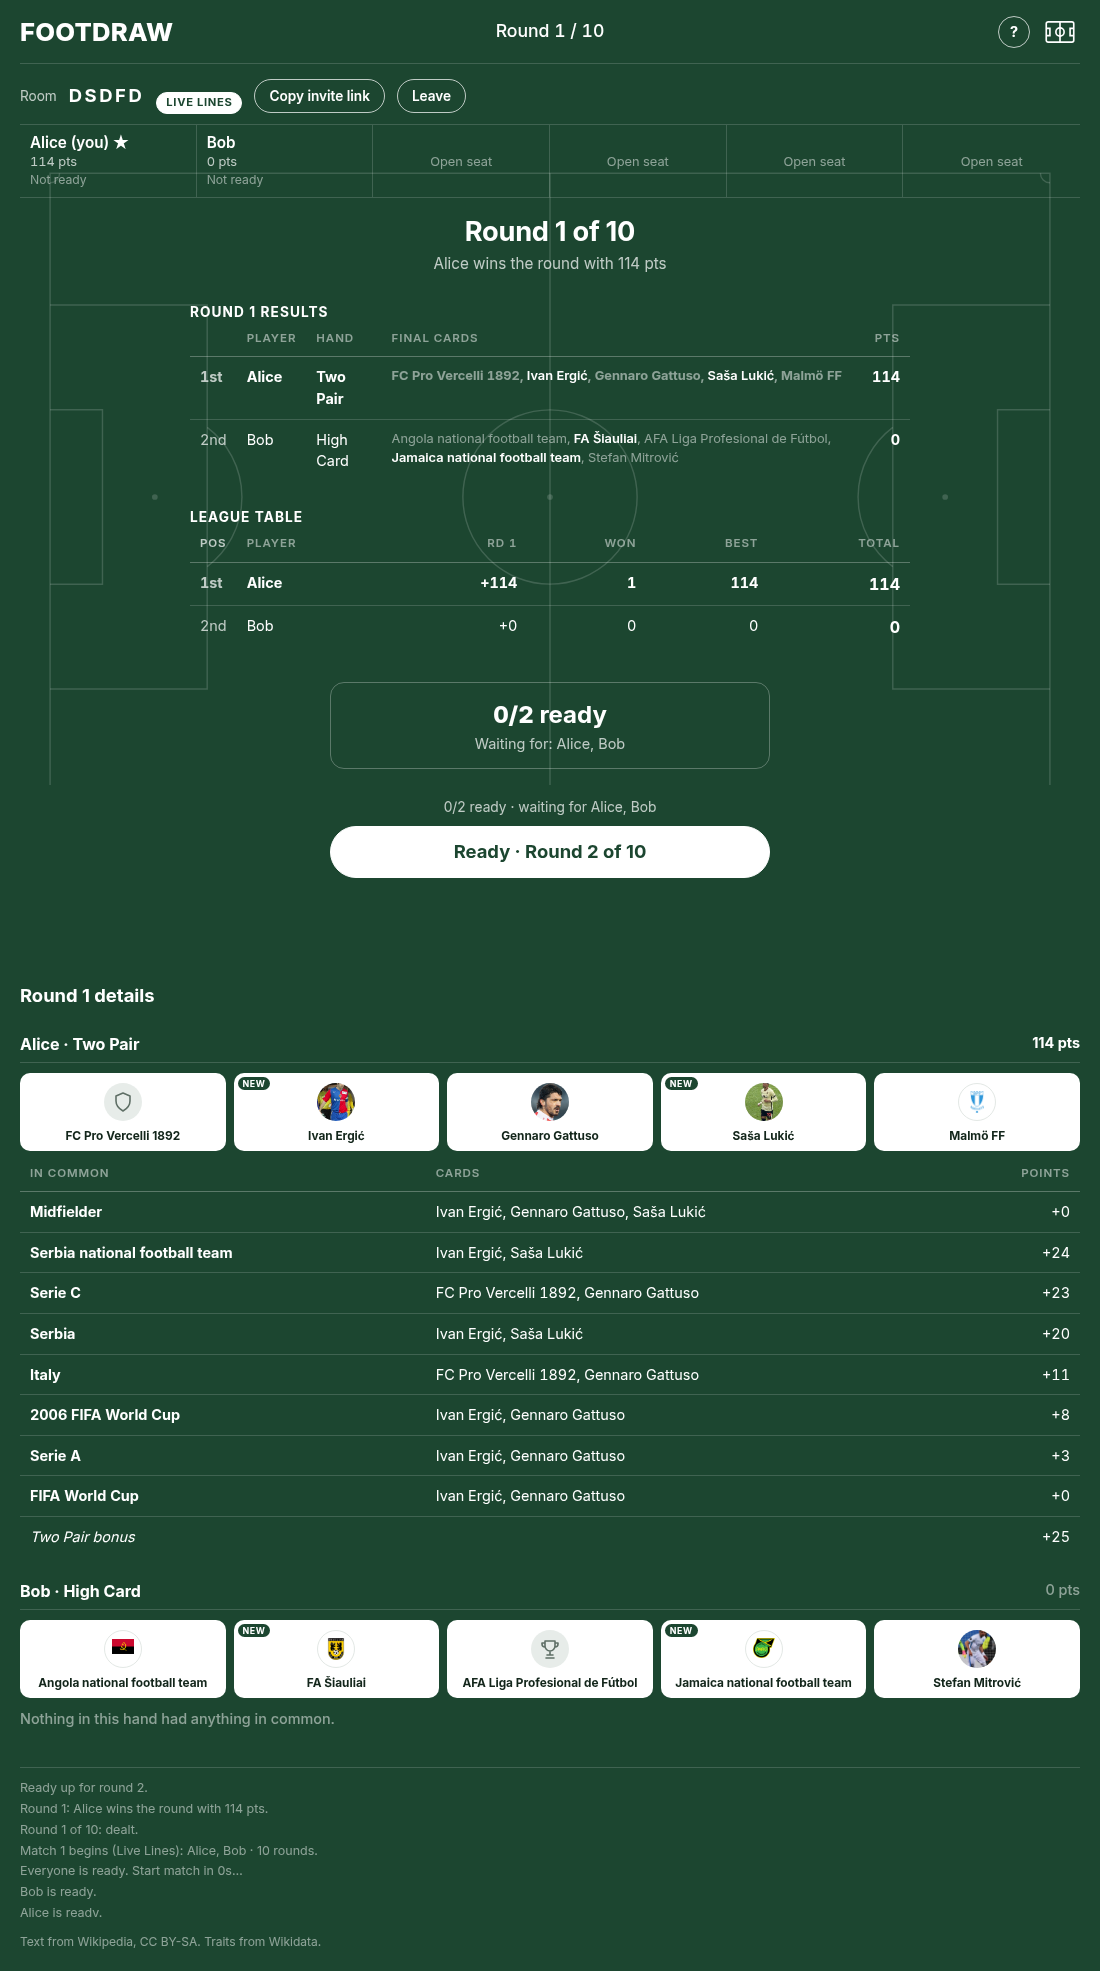 FOOTDRAW
Round 1 / 10
?
Room DSDFD LIVE LINES Copy invite link Leave
Alice (you) ★
114 pts
Not ready
Bob
0 pts
Not ready
Open seat
Open seat
Open seat
Open seat
Round 1 of 10
Alice wins the round with 114 pts
ROUND 1 RESULTS
PLAYER HAND FINAL CARDS PTS
1st Alice Two Pair FC Pro Vercelli 1892, Ivan Ergić, Gennaro Gattuso, Saša Lukić, Malmö FF 114
2nd Bob High Card Angola national football team, FA Šiauliai, AFA Liga Profesional de Fútbol, Jamaica national football team, Stefan Mitrović 0
LEAGUE TABLE
POS PLAYER RD 1 WON BEST TOTAL
1st Alice +114 1 114 114
2nd Bob +0 0 0 0
0/2 ready
Waiting for: Alice, Bob
0/2 ready · waiting for Alice, Bob
Ready · Round 2 of 10
Round 1 details
Alice · Two Pair 114 pts
FC Pro Vercelli 1892
NEW
Ivan Ergić
Gennaro Gattuso
NEW
Saša Lukić
Malmö FF
IN COMMON CARDS POINTS
Midfielder Ivan Ergić, Gennaro Gattuso, Saša Lukić +0
Serbia national football team Ivan Ergić, Saša Lukić +24
Serie C FC Pro Vercelli 1892, Gennaro Gattuso +23
Serbia Ivan Ergić, Saša Lukić +20
Italy FC Pro Vercelli 1892, Gennaro Gattuso +11
2006 FIFA World Cup Ivan Ergić, Gennaro Gattuso +8
Serie A Ivan Ergić, Gennaro Gattuso +3
FIFA World Cup Ivan Ergić, Gennaro Gattuso +0
Two Pair bonus +25
Bob · High Card 0 pts
Angola national football team
NEW
FA Šiauliai
AFA Liga Profesional de Fútbol
NEW
Jamaica national football team
Stefan Mitrović
Nothing in this hand had anything in common.
Ready up for round 2.
Round 1: Alice wins the round with 114 pts.
Round 1 of 10: dealt.
Match 1 begins (Live Lines): Alice, Bob · 10 rounds.
Everyone is ready. Start match in 0s…
Bob is ready.
Alice is ready.
Text from Wikipedia, CC BY-SA. Traits from Wikidata.